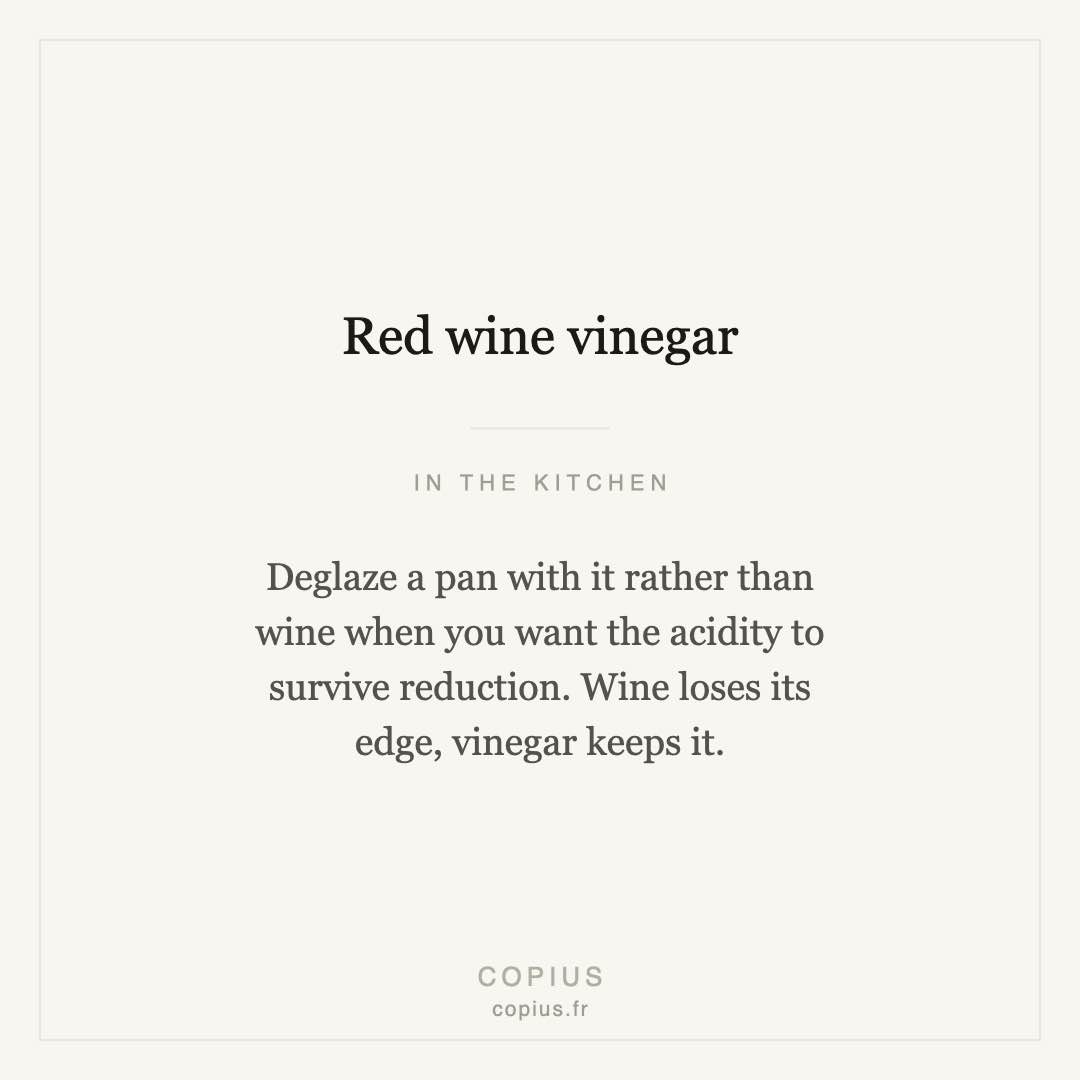 Red wine vinegar
IN THE KITCHEN
Deglaze a pan with it rather than
wine when you want the acidity to
survive reduction. Wine loses its
edge, vinegar keeps it.
COPIUS
copius.fr